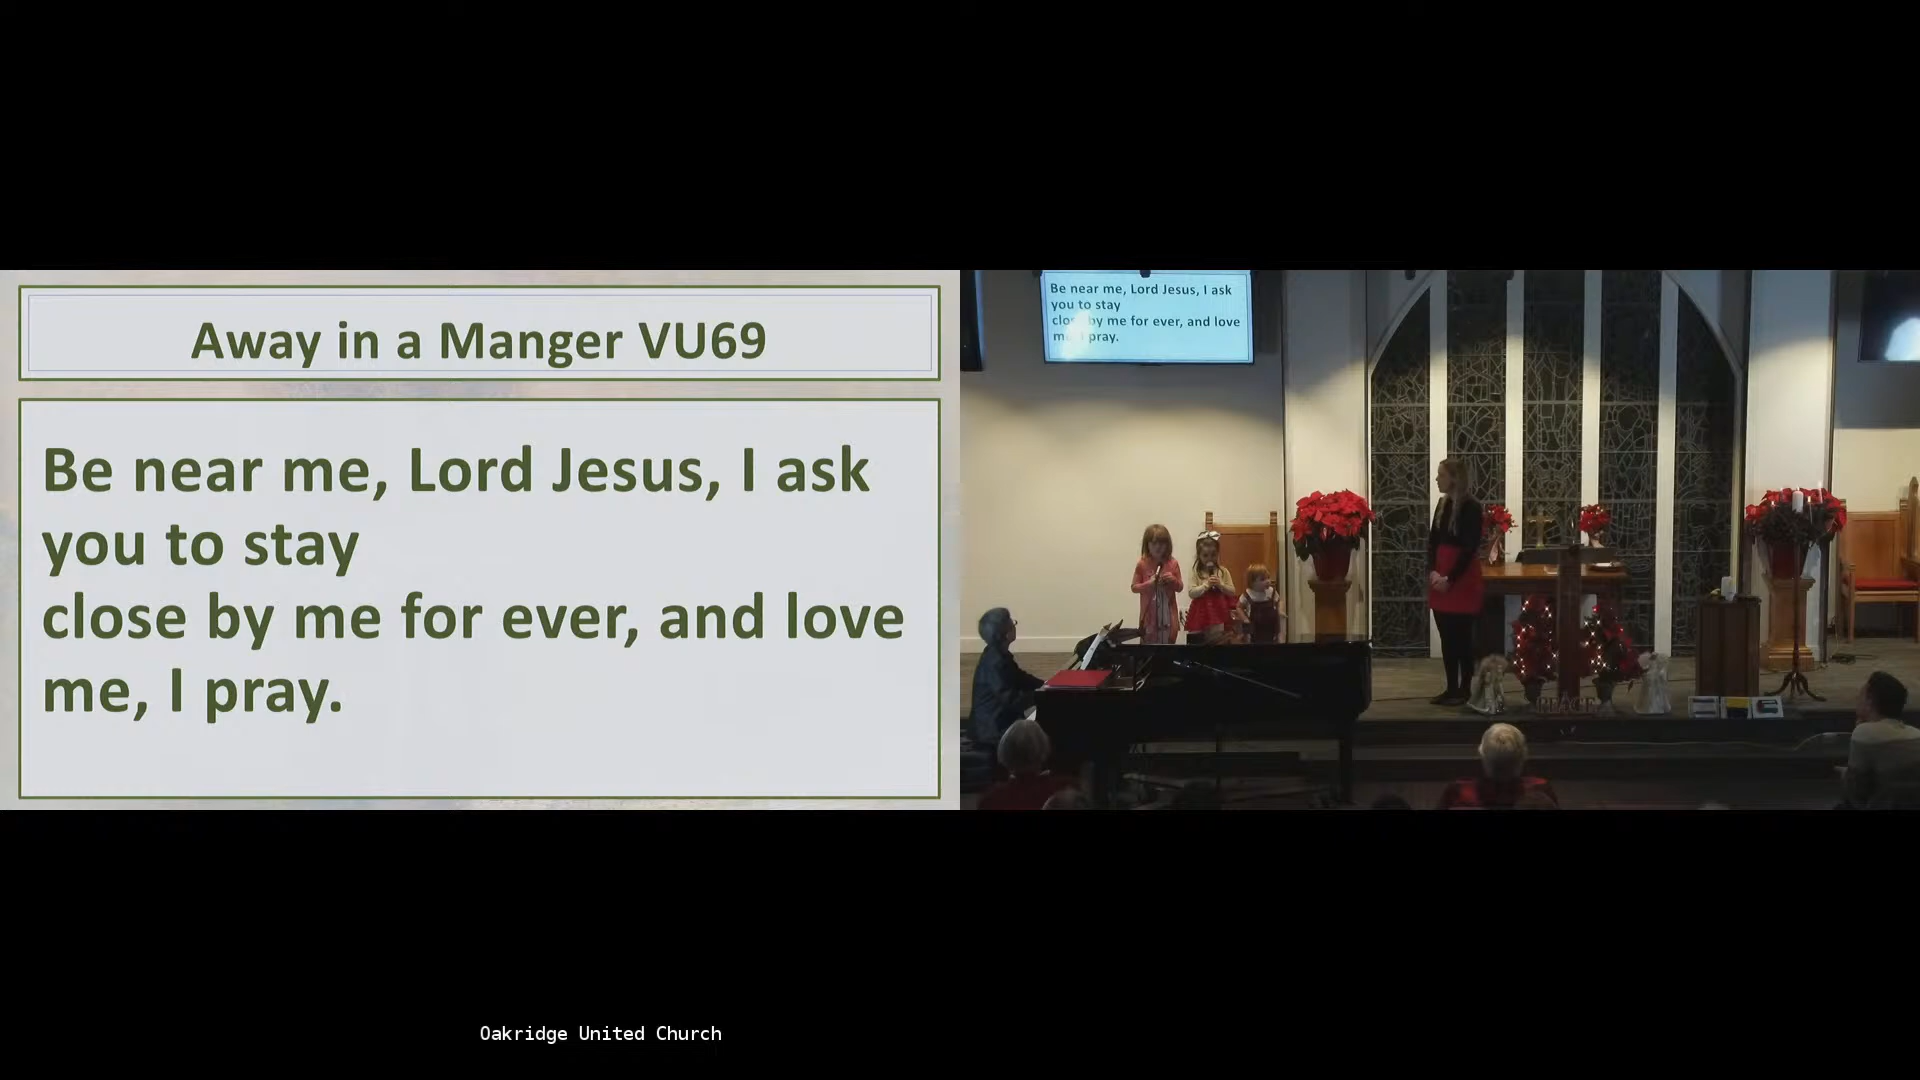 Away in a Manger VU69
Be near me, Lord Jesus, I ask
you to stay
close by me for ever, and love
me, I pray.
Be near me, Lord Jesus, I ask
you to stay
by me for ever, and love
pray.
PEACE
Oakridge United Church